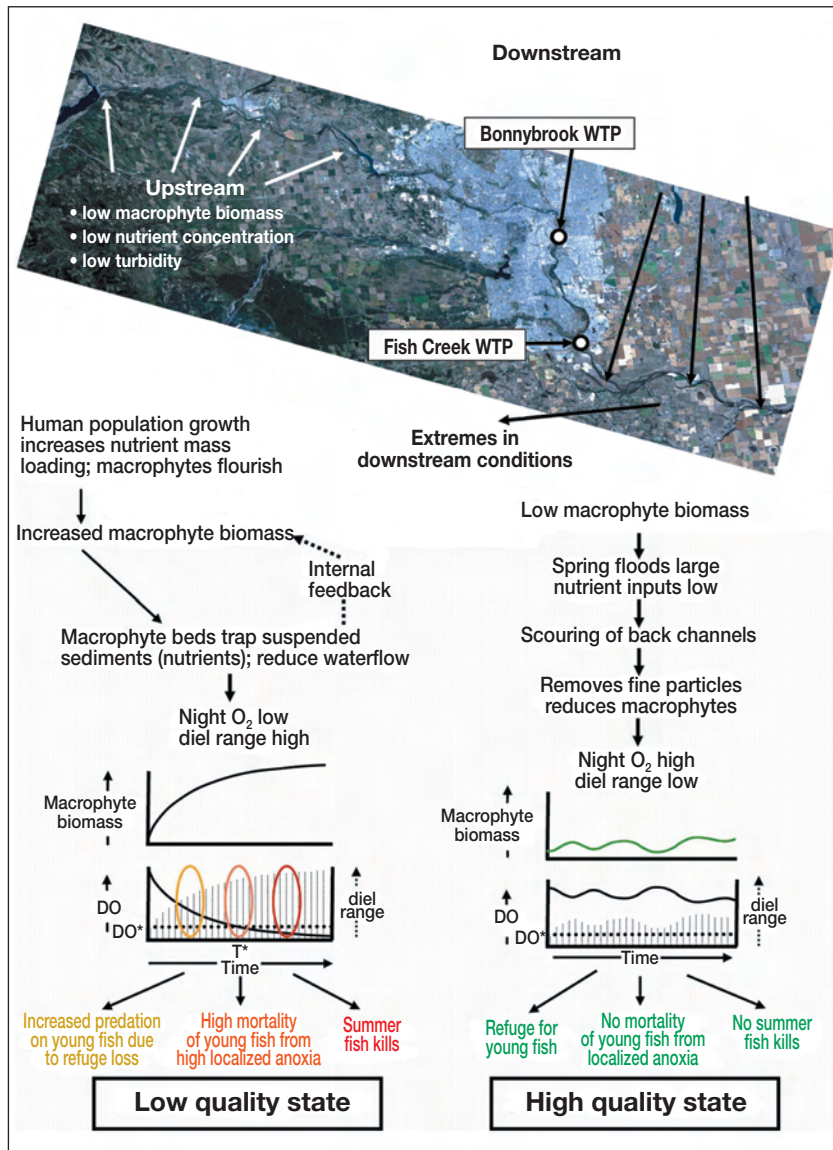 Downstream
Bonnybrook WTP
Upstream
• low macrophyte biomass
• low nutrient concentration
• low turbidity
Fish Creek WTP
Extremes in
downstream conditions
Human population growth
increases nutrient mass
loading; macrophytes flourish
Increased macrophyte biomass
Internal
feedback
Macrophyte beds trap suspended
sediments (nutrients); reduce waterflow
Night O₂ low
diel range high
Macrophyte
biomass
DO
DO*
diel
range
T*
Time
Increased predation
on young fish due
to refuge loss
High mortality
of young fish from
high localized anoxia
Summer
fish kills
Low quality state
Low macrophyte biomass
Spring floods large
nutrient inputs low
Scouring of back channels
Removes fine particles
reduces macrophytes
Night O₂ high
diel range low
Macrophyte
biomass
DO
DO*
diel
range
Time
Refuge for
young fish
No mortality
of young fish from
localized anoxia
No summer
fish kills
High quality state